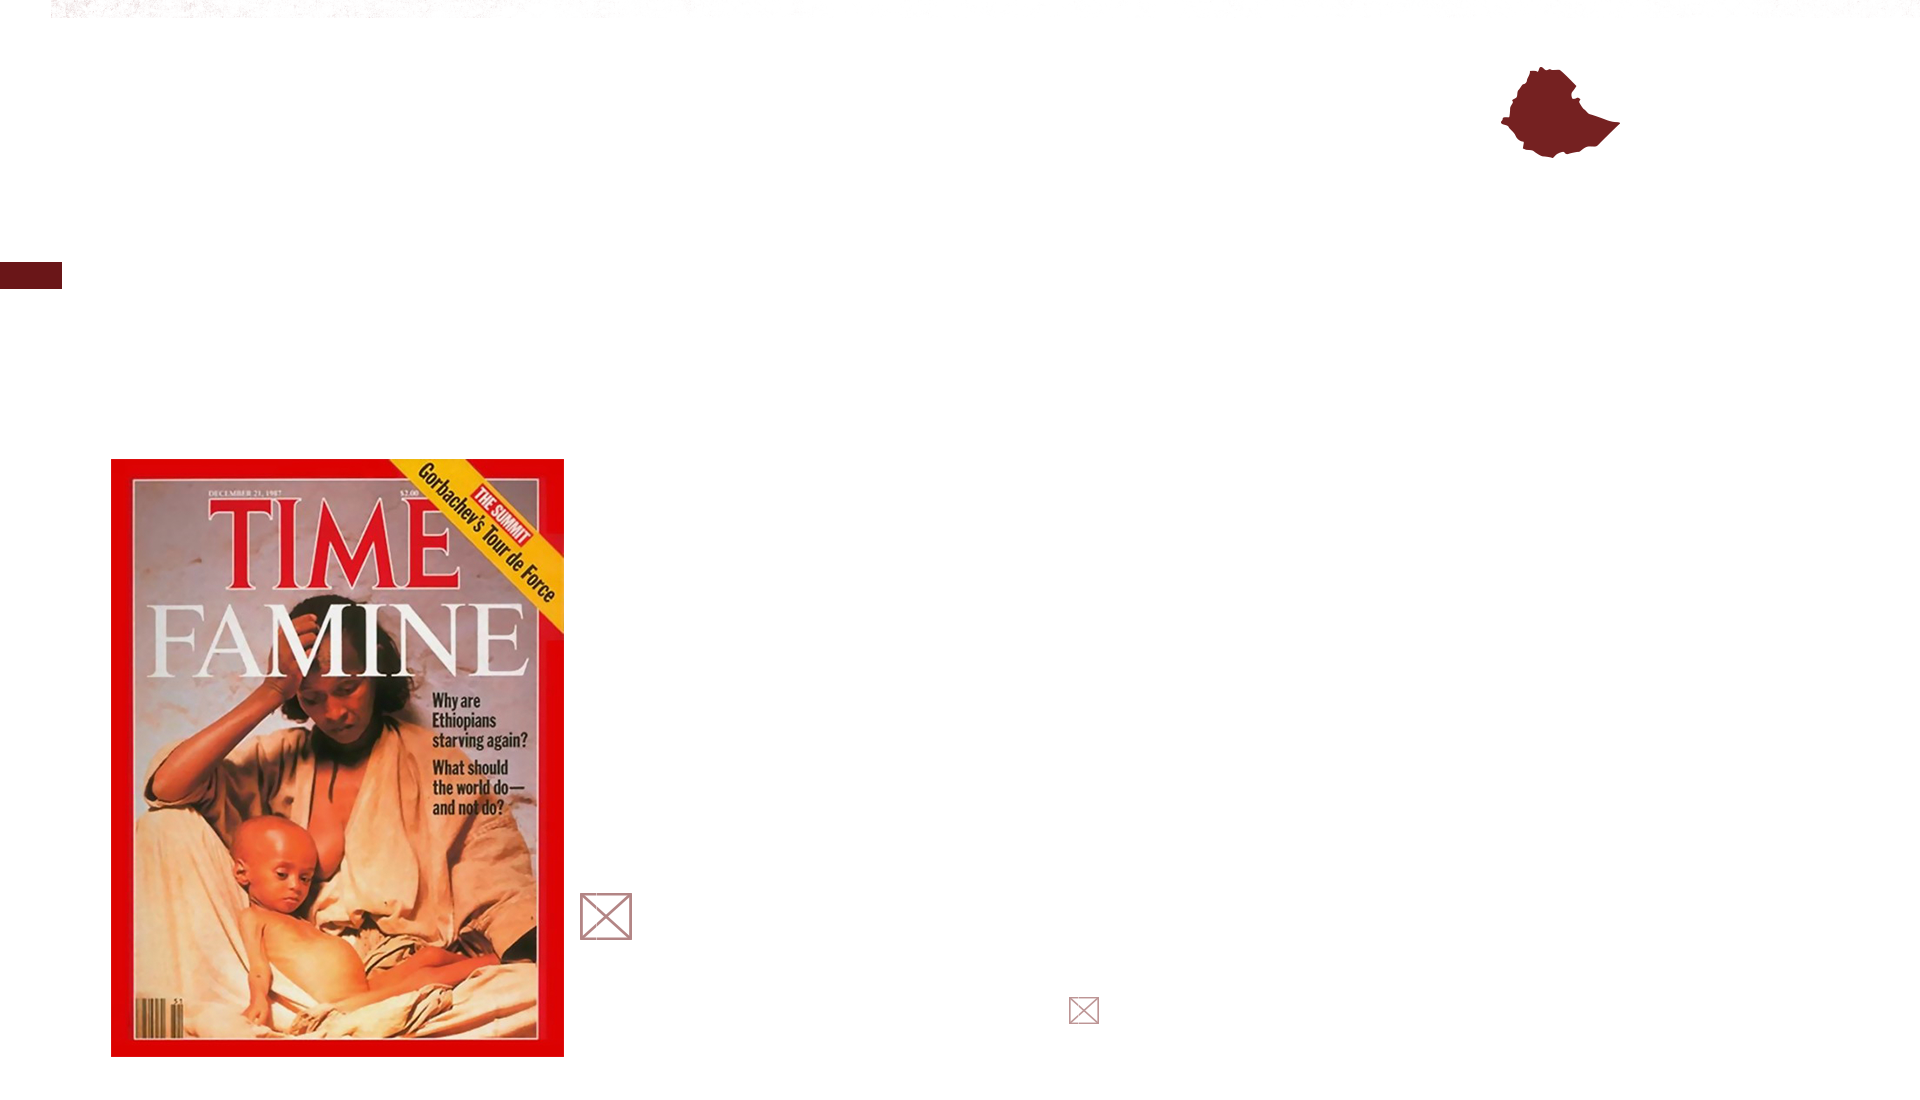 DECEMBER 21, 1987
$2.00
TIME
THE SUMMIT
Gorbachev's Tour de Force
FAMINE
Why are
Ethiopians
starving again?
What should
the world do—
and not do?
51